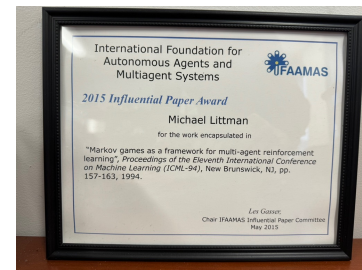 International Foundation for
Autonomous Agents and
Multiagent Systems
IFAAMAS
2015 Influential Paper Award
Michael Littman
for the work encapsulated in
"Markov games as a framework for multi-agent reinforcement
learning", Proceedings of the Eleventh International Conference
on Machine Learning (ICML-94), New Brunswick, NJ, pp.
157-163, 1994.
Les Gasser,
Chair IFAAMAS Influential Paper Committee
May 2015